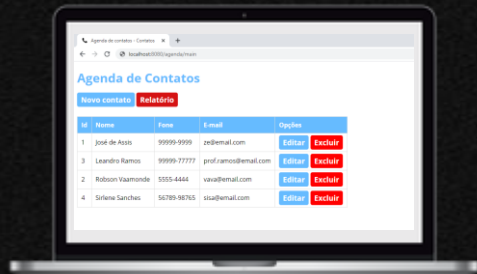 Agenda de contatos - Contatos
localhost:8080/agenda/main
Agenda de Contatos
Novo contato Relatório
Id Nome Fone E-mail Opções
1 José de Assis 99999-9999 ze@email.com Editar Excluir
3 Leandro Ramos 99999-77777 prof.ramos@email.com Editar Excluir
2 Robson Vaamonde 5555-4444 vava@email.com Editar Excluir
4 Sirlene Sanches 56789-98765 sisa@email.com Editar Excluir